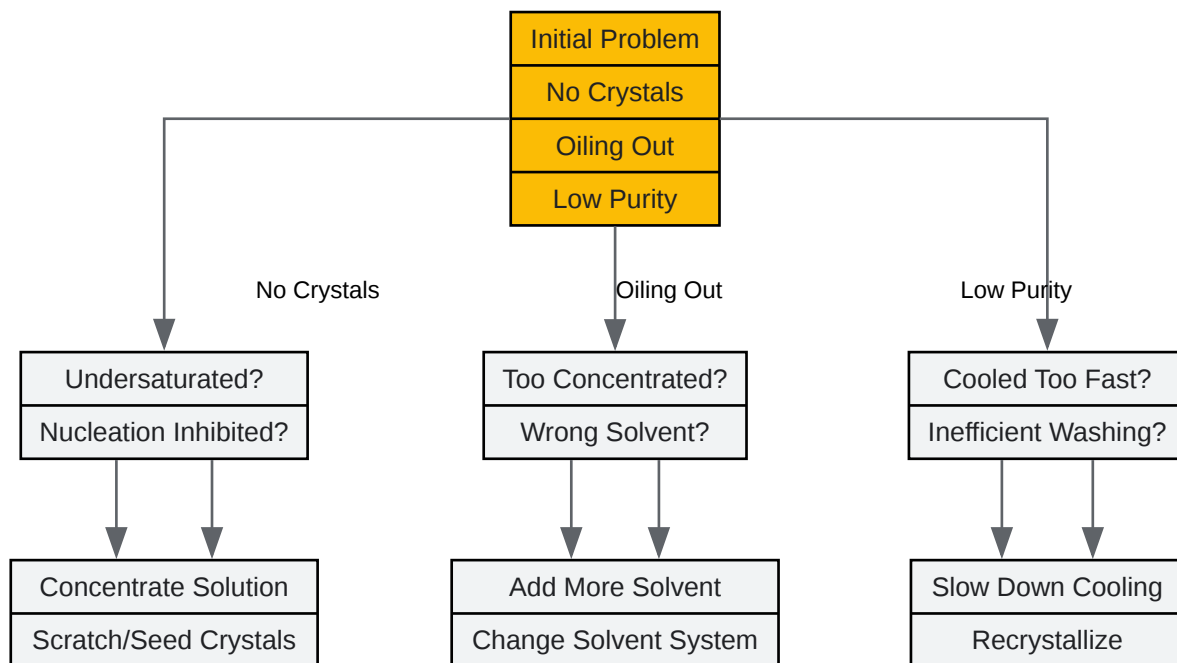 Initial Problem
No Crystals
Oiling Out
Low Purity
No Crystals
Oiling Out
Low Purity
Undersaturated?
Nucleation Inhibited?
Too Concentrated?
Wrong Solvent?
Cooled Too Fast?
Inefficient Washing?
Concentrate Solution
Scratch/Seed Crystals
Add More Solvent
Change Solvent System
Slow Down Cooling
Recrystallize